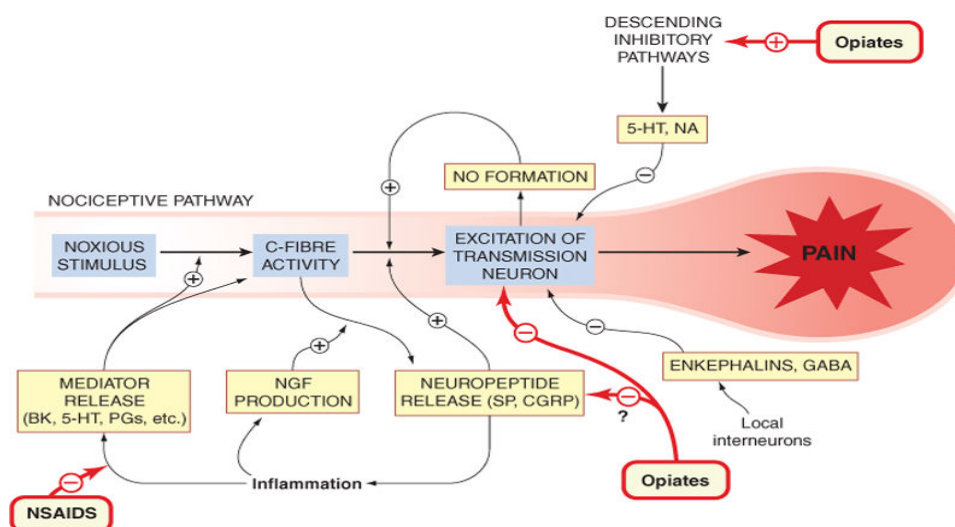 DESCENDING
INHIBITORY
PATHWAYS
+
Opiates
5-HT, NA
−
NO FORMATION
+
NOCICEPTIVE PATHWAY
NOXIOUS
STIMULUS
C-FIBRE
ACTIVITY
EXCITATION OF
TRANSMISSION
NEURON
PAIN
+
+
+
−
−
MEDIATOR
RELEASE
(BK, 5-HT, PGs, etc.)
NGF
PRODUCTION
NEUROPEPTIDE
RELEASE (SP, CGRP)
−
?
ENKEPHALINS, GABA
Local
interneurons
Inflammation
−
NSAIDS
Opiates